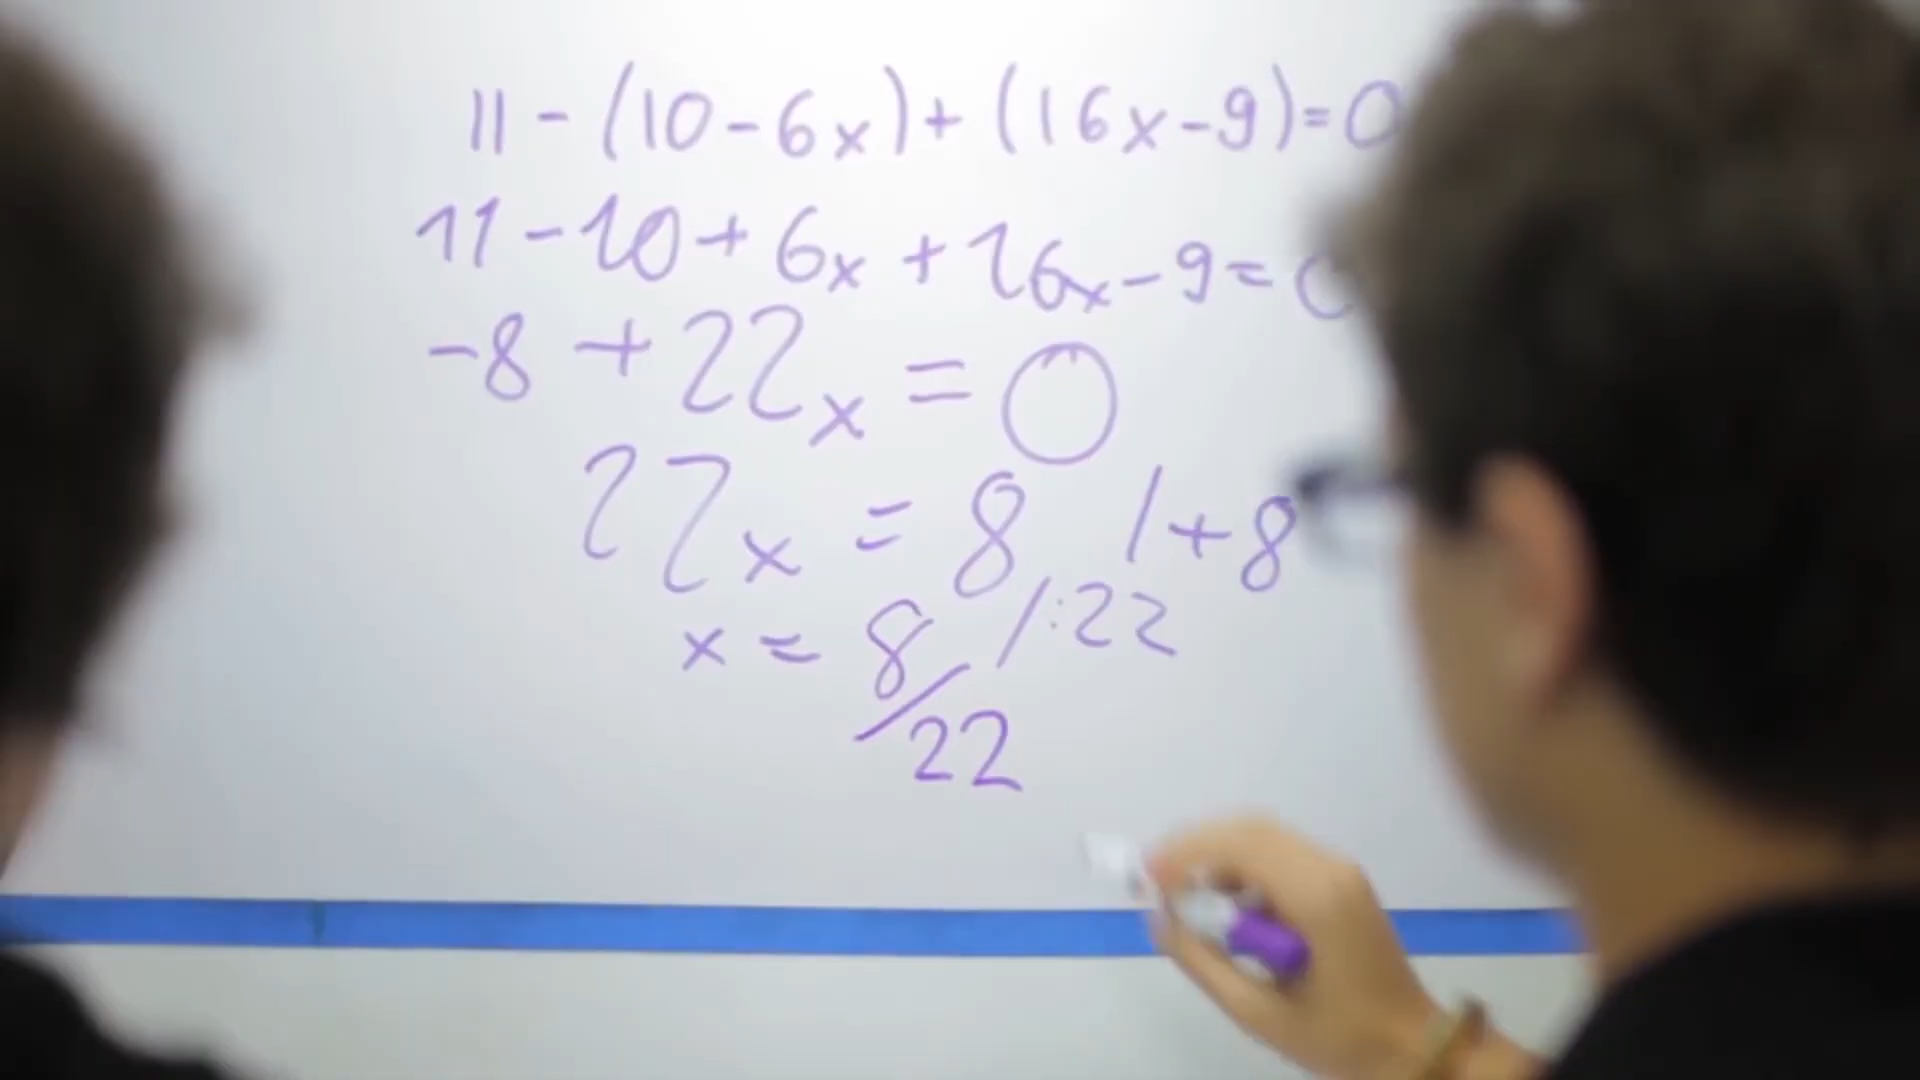 11 - (10 - 6x) + (16x - 9) = 0
11 - 10 + 6x + 16x - 9 = 0
-8 + 22x = 0
22x = 8 /+8
x = 8/22 /:22